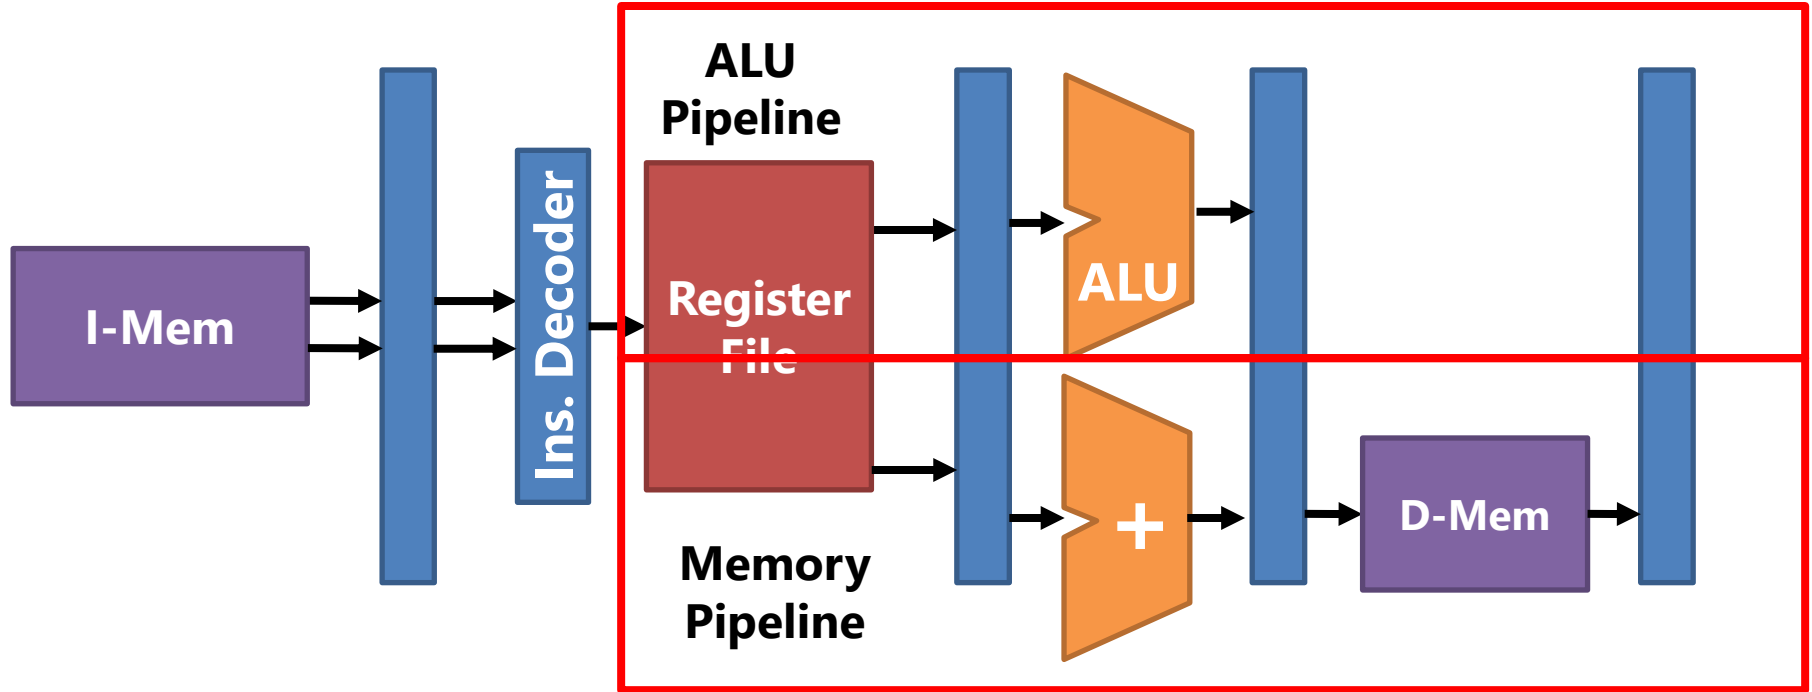 ALU
Pipeline
I-Mem
Ins. Decoder
Register
File
ALU
+
D-Mem
Memory
Pipeline